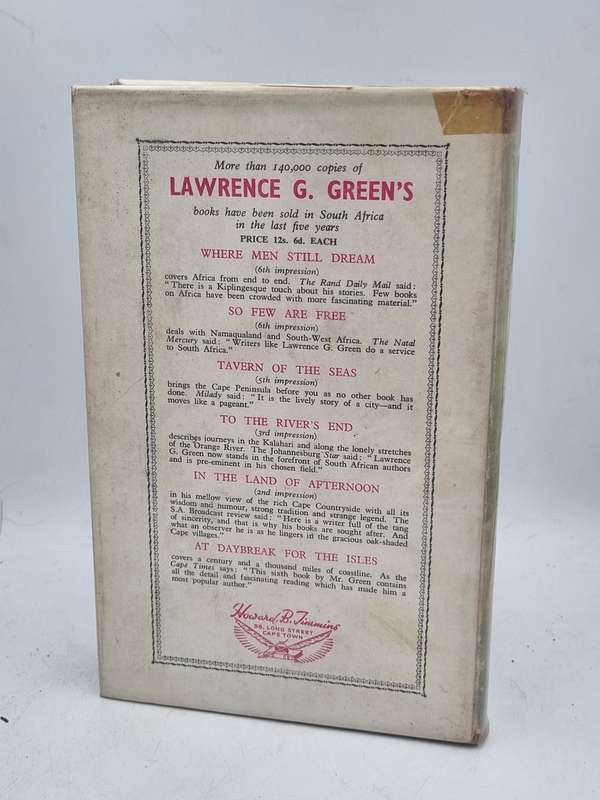 More than 140,000 copies of
LAWRENCE G. GREEN'S
books have been sold in South Africa
in the last five years
PRICE 12s. 6d. EACH
WHERE MEN STILL DREAM
(6th impression)
covers Africa from end to end. The Rand Daily Mail said:
"There is a Kiplingesque touch about his stories. Few books
on Africa have been crowded with more fascinating material."
SO FEW ARE FREE
(6th impression)
deals with Namaqualand and South-West Africa. The Natal
Mercury said: "Writers like Lawrence G. Green do a service
to South Africa."
TAVERN OF THE SEAS
(5th impression)
brings the Cape Peninsula before you as no other book has
done. Milady said: "It is the lively story of a city—and it
moves like a pageant."
TO THE RIVER'S END
(3rd impression)
describes journeys in the Kalahari and along the lonely stretches
of the Orange River. The Johannesburg Star said: "Lawrence
G. Green now stands in the forefront of South African authors
and is pre-eminent in his chosen field."
IN THE LAND OF AFTERNOON
(2nd impression)
in his mellow view of the rich Cape Countryside with all its
wisdom and humour, strong tradition and strange legend. The
S.A. Broadcast review said: "Here is a writer full of the tang
of sincerity, and that is why his books are sought after. And
what an observer he is as he lingers in the gracious oak-shaded
Cape villages."
AT DAYBREAK FOR THE ISLES
covers a century and a thousand miles of coastline. As the
Cape Times says: "This sixth book by Mr. Green contains
all the detail and fascinating reading which has made him a
most popular author."
Howard B. Timmins
58, LONG STREET
CAPE TOWN